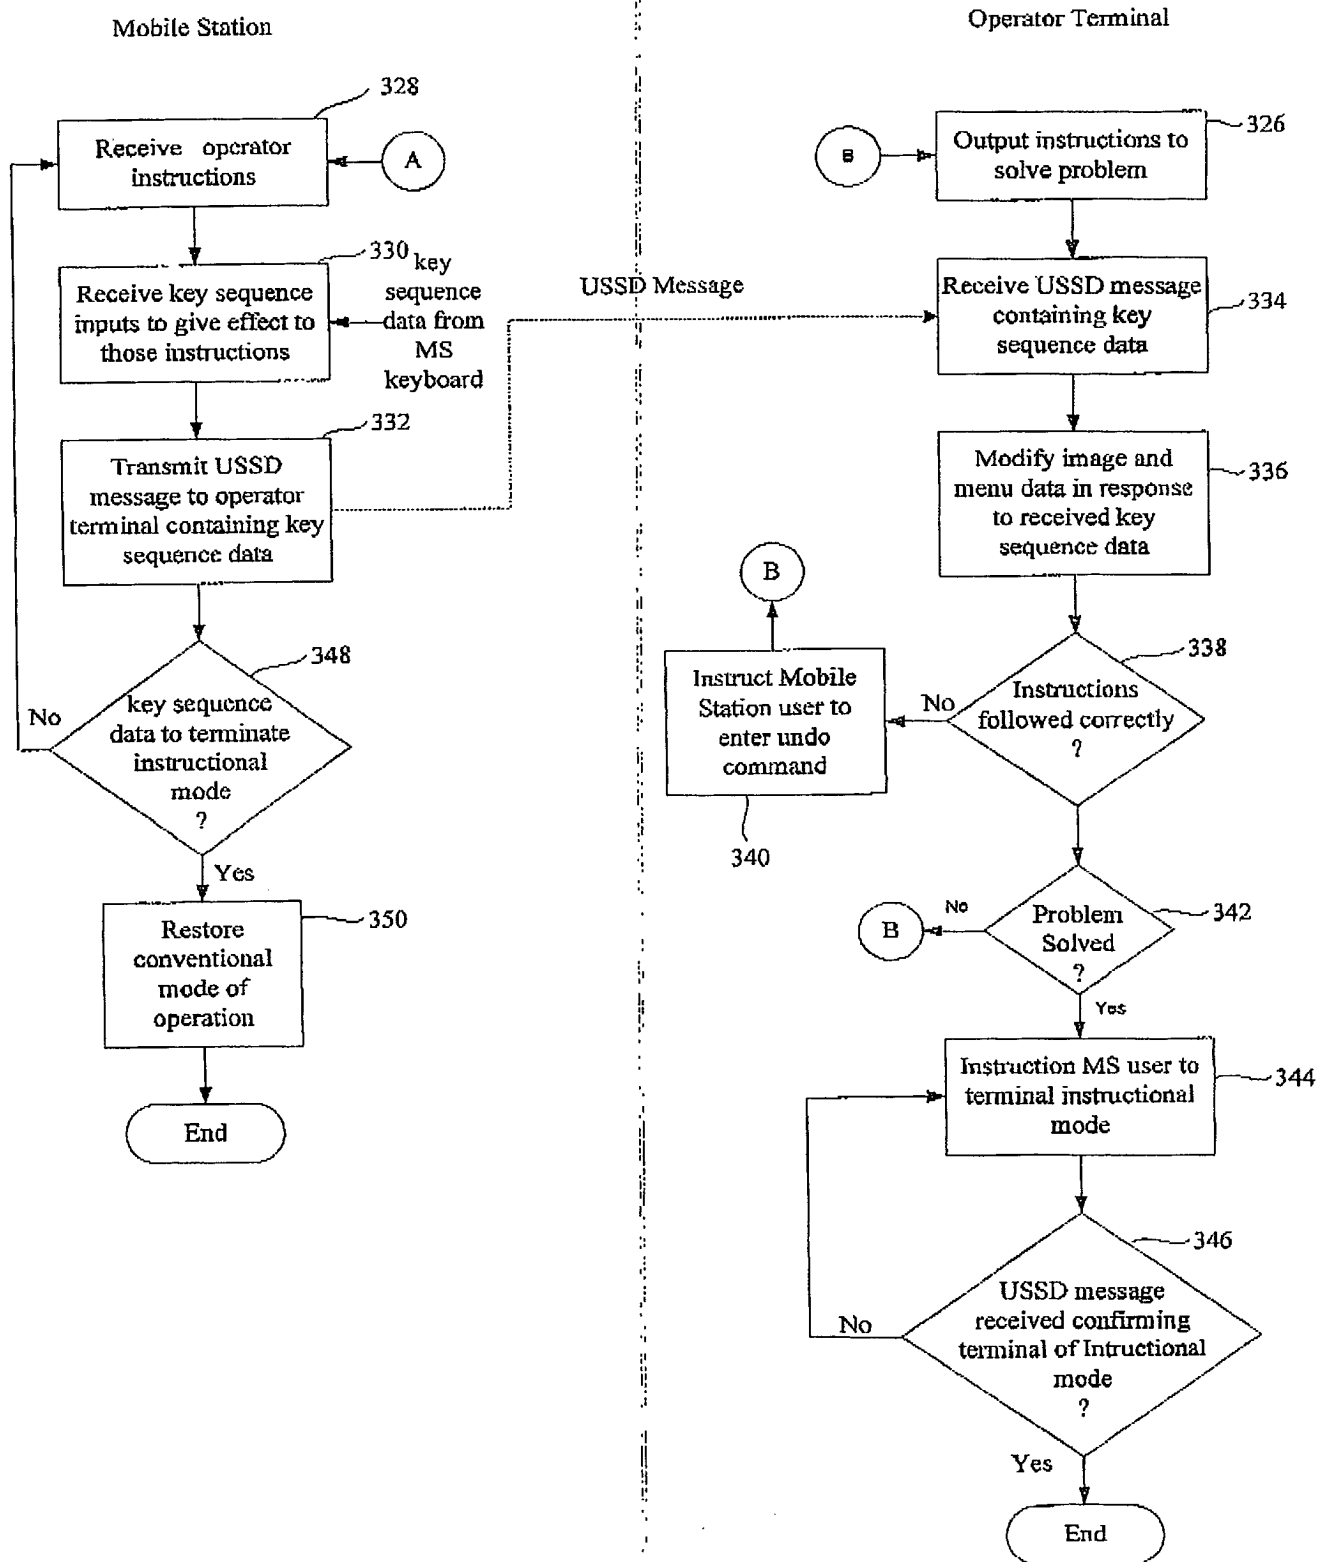 Mobile Station
328
Receive operator
instructions
A
330
Receive key sequence
inputs to give effect to
those instructions
key
sequence
data from
MS
keyboard
332
Transmit USSD
message to operator
terminal containing key
sequence data
348
key sequence
data to terminate
instructional
mode
?
No
Yes
350
Restore
conventional
mode of
operation
End
USSD Message
Operator Terminal
B
326
Output instructions to
solve problem
334
Receive USSD message
containing key
sequence data
336
Modify image and
menu data in response
to received key
sequence data
B
338
Instructions
followed correctly
?
No
Instruct Mobile
Station user to
enter undo
command
340
342
Problem
Solved
?
No
B
Yes
344
Instruction MS user to
terminal instructional
mode
346
USSD message
received confirming
terminal of Intructional
mode
?
No
Yes
End